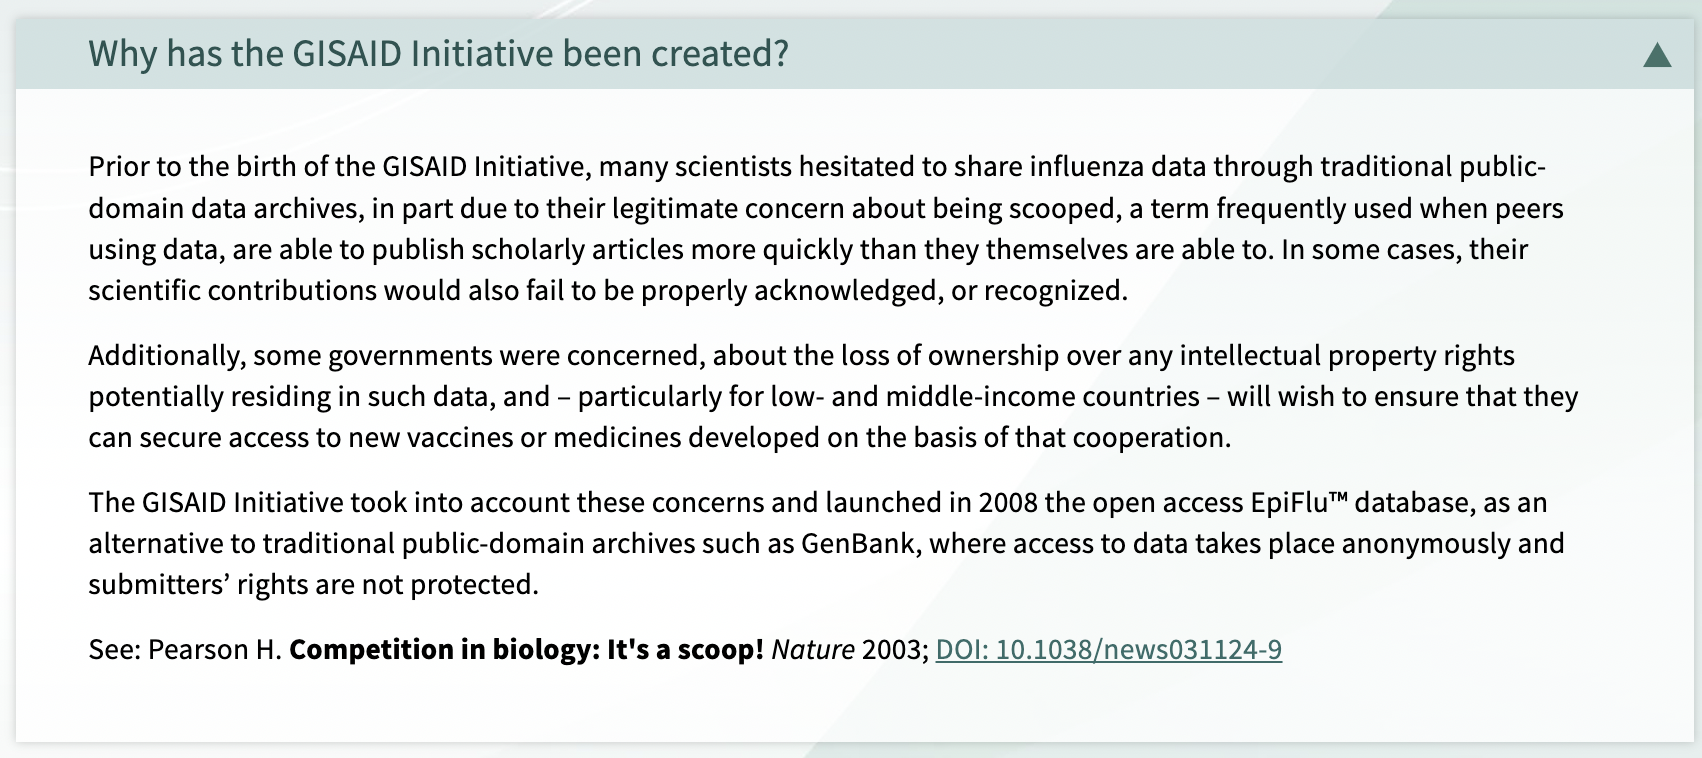 Why has the GISAID Initiative been created?
Prior to the birth of the GISAID Initiative, many scientists hesitated to share influenza data through traditional public-
domain data archives, in part due to their legitimate concern about being scooped, a term frequently used when peers
using data, are able to publish scholarly articles more quickly than they themselves are able to. In some cases, their
scientific contributions would also fail to be properly acknowledged, or recognized.
Additionally, some governments were concerned, about the loss of ownership over any intellectual property rights
potentially residing in such data, and – particularly for low- and middle-income countries – will wish to ensure that they
can secure access to new vaccines or medicines developed on the basis of that cooperation.
The GISAID Initiative took into account these concerns and launched in 2008 the open access EpiFlu™ database, as an
alternative to traditional public-domain archives such as GenBank, where access to data takes place anonymously and
submitters’ rights are not protected.
See: Pearson H. Competition in biology: It's a scoop! Nature 2003; DOI: 10.1038/news031124-9